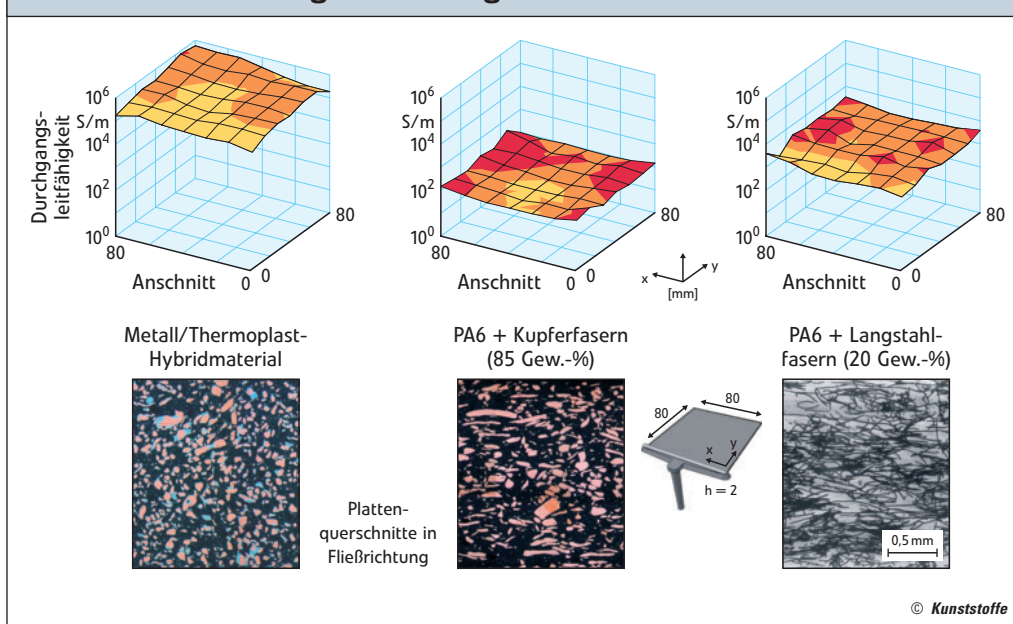 10⁶
S/m
10⁴
10²
10⁰
Durchgangs-
leitfähigkeit
80
Anschnitt
0
0
80
10⁶
S/m
10⁴
10²
10⁰
80
Anschnitt
0
0
80
10⁶
S/m
10⁴
10²
10⁰
80
Anschnitt
0
0
80
x
y
[mm]
Metall/Thermoplast-
Hybridmaterial
PA6 + Kupferfasern
(85 Gew.-%)
PA6 + Langstahl-
fasern (20 Gew.-%)
Platten-
querschnitte in
Fließrichtung
80
80
x
y
h = 2
0,5 mm
© Kunststoffe